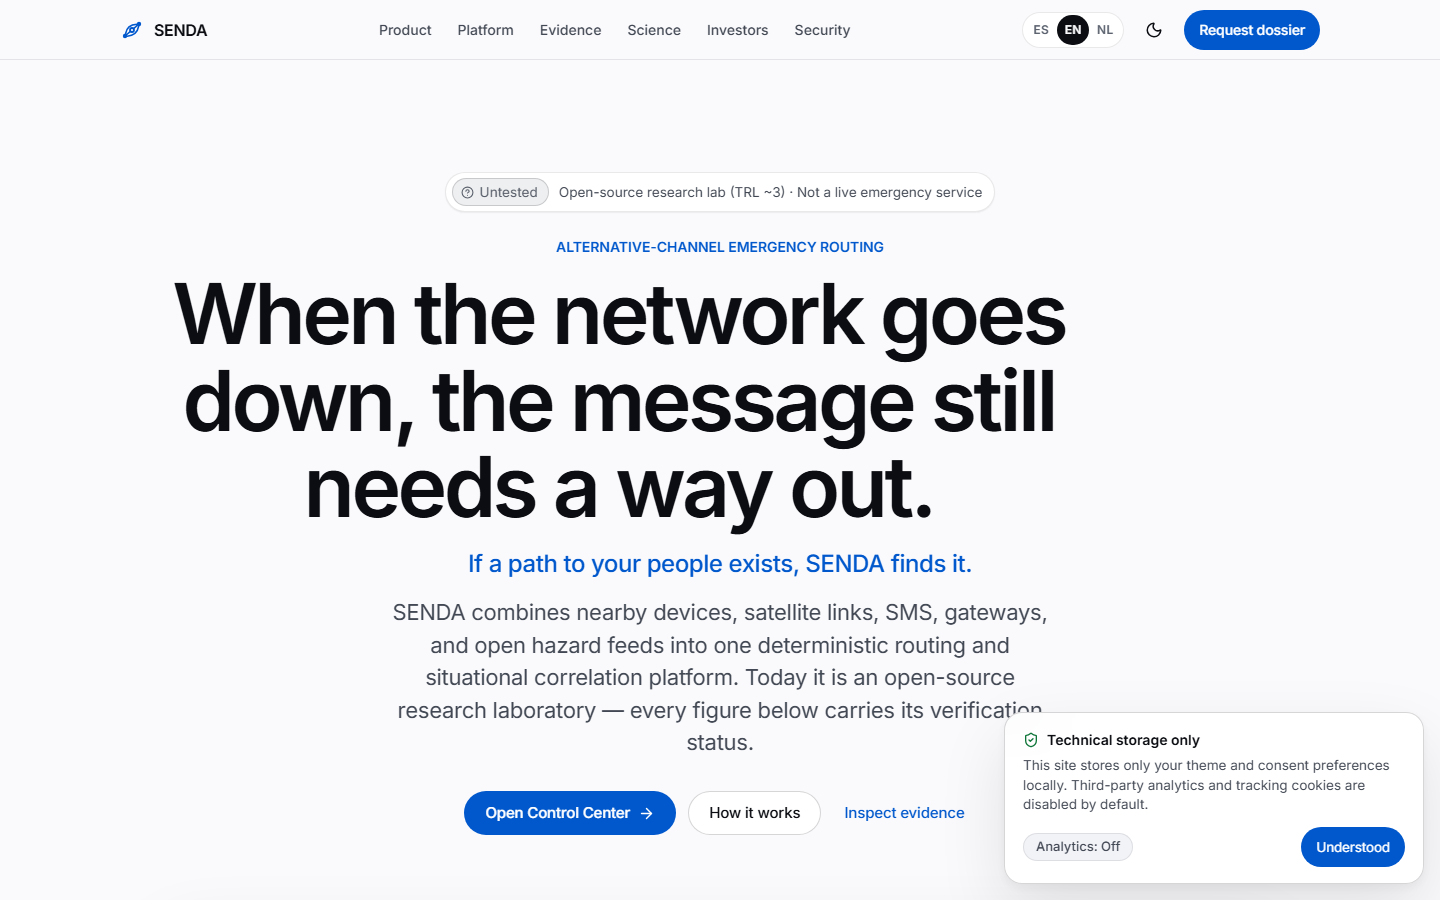 SENDA
Product Platform Evidence Science Investors Security
ES EN NL
Request dossier
Untested Open-source research lab (TRL ~3) · Not a live emergency service
ALTERNATIVE-CHANNEL EMERGENCY ROUTING
When the network goes
down, the message still
needs a way out.
If a path to your people exists, SENDA finds it.
SENDA combines nearby devices, satellite links, SMS, gateways,
and open hazard feeds into one deterministic routing and
situational correlation platform. Today it is an open-source
research laboratory — every figure below carries its verification
status.
Open Control Center → How it works Inspect evidence
Technical storage only
This site stores only your theme and consent preferences
locally. Third-party analytics and tracking cookies are
disabled by default.
Analytics: Off
Understood